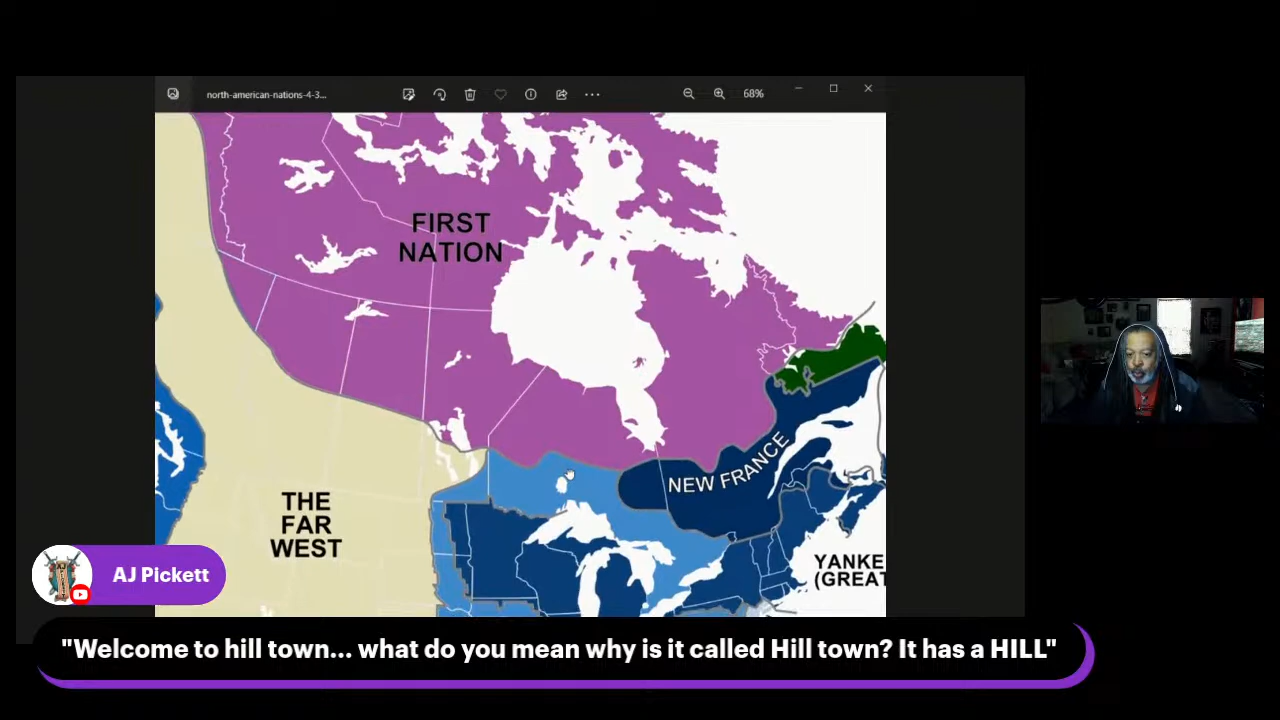 north-american-nations-4-3...
68%
FIRST
NATION
NEW FRANCE
THE
FAR
WEST
YANKE
(GREAT
AJ Pickett
"Welcome to hill town... what do you mean why is it called Hill town? It has a HILL"